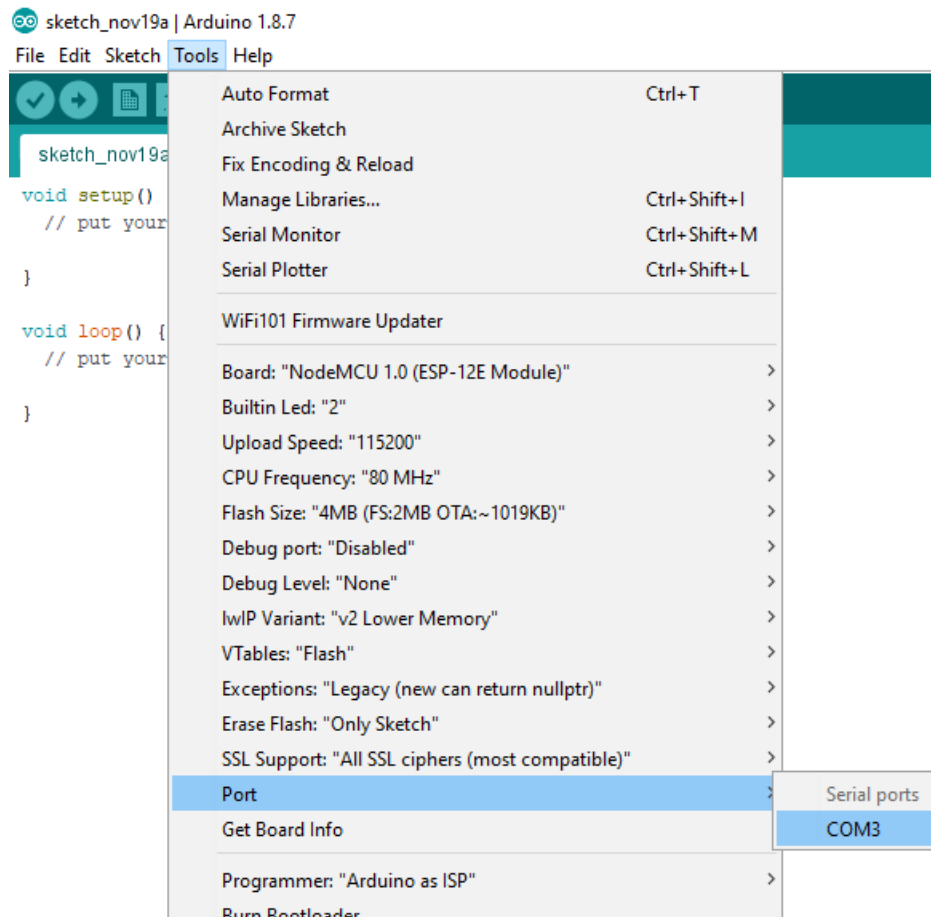 sketch_nov19a | Arduino 1.8.7
File Edit Sketch Tools Help
sketch_nov19a
void setup()
// put your
}
void loop() {
// put your
}
Auto Format Ctrl+T
Archive Sketch
Fix Encoding & Reload
Manage Libraries... Ctrl+Shift+I
Serial Monitor Ctrl+Shift+M
Serial Plotter Ctrl+Shift+L
WiFi101 Firmware Updater
Board: "NodeMCU 1.0 (ESP-12E Module)"
Builtin Led: "2"
Upload Speed: "115200"
CPU Frequency: "80 MHz"
Flash Size: "4MB (FS:2MB OTA:~1019KB)"
Debug port: "Disabled"
Debug Level: "None"
lwIP Variant: "v2 Lower Memory"
VTables: "Flash"
Exceptions: "Legacy (new can return nullptr)"
Erase Flash: "Only Sketch"
SSL Support: "All SSL ciphers (most compatible)"
Port
Serial ports
COM3
Get Board Info
Programmer: "Arduino as ISP"
Burn Bootloader